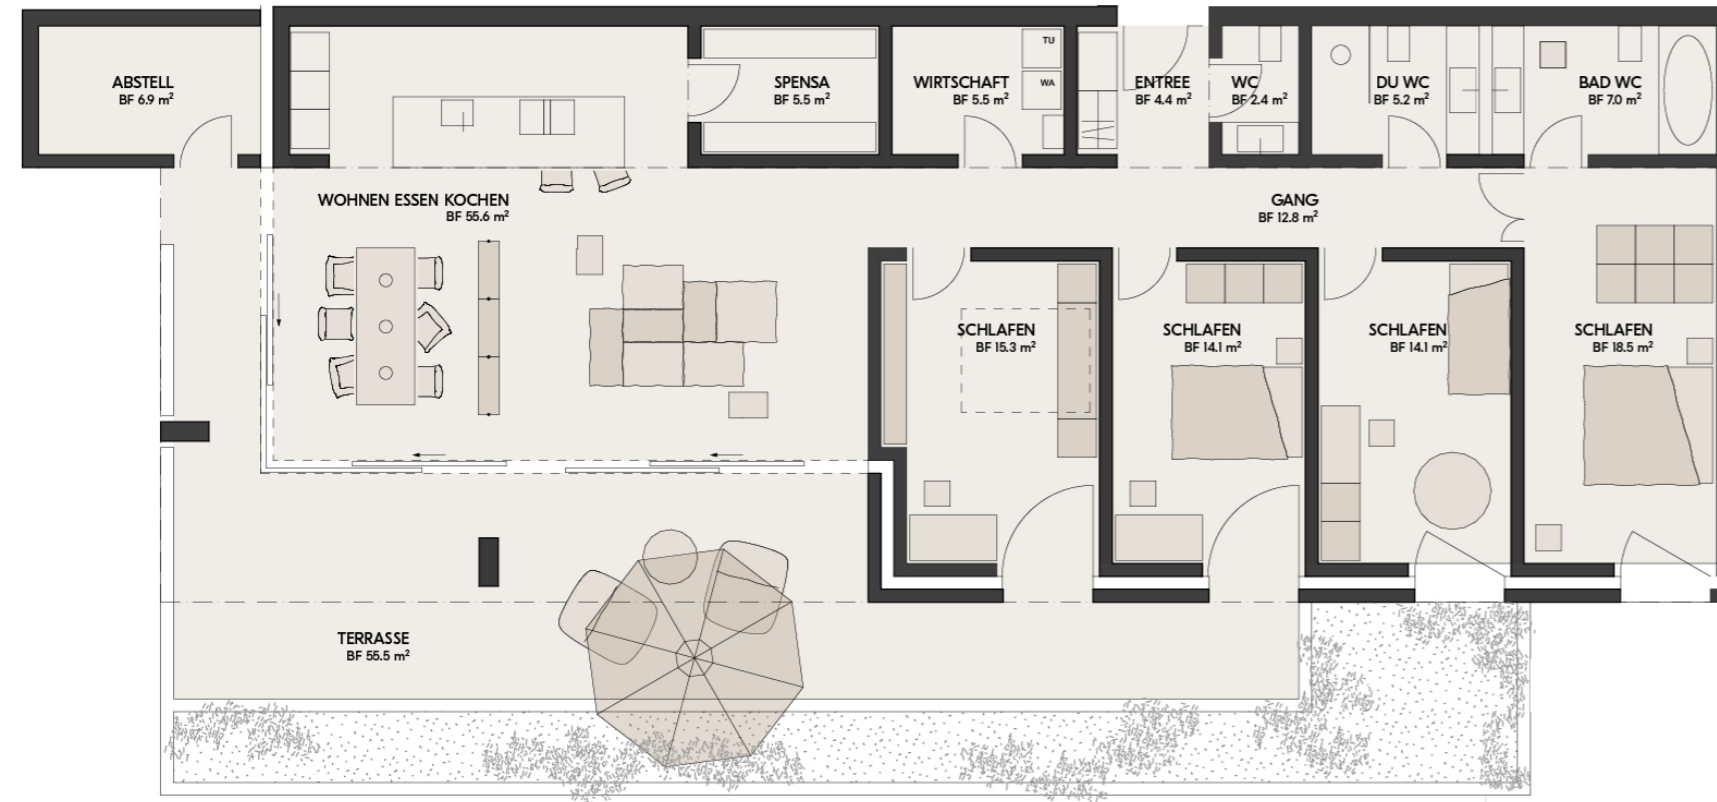 ABSTELL
BF 6.9 m²
SPENSA
BF 5.5 m²
WIRTSCHAFT
BF 5.5 m²
TU
WA
ENTREE
BF 4.4 m²
WC
BF 2.4 m²
DU WC
BF 5.2 m²
BAD WC
BF 7.0 m²
WOHNEN ESSEN KOCHEN
BF 55.6 m²
GANG
BF 12.8 m²
SCHLAFEN
BF 15.3 m²
SCHLAFEN
BF 14.1 m²
SCHLAFEN
BF 14.1 m²
SCHLAFEN
BF 18.5 m²
TERRASSE
BF 55.5 m²